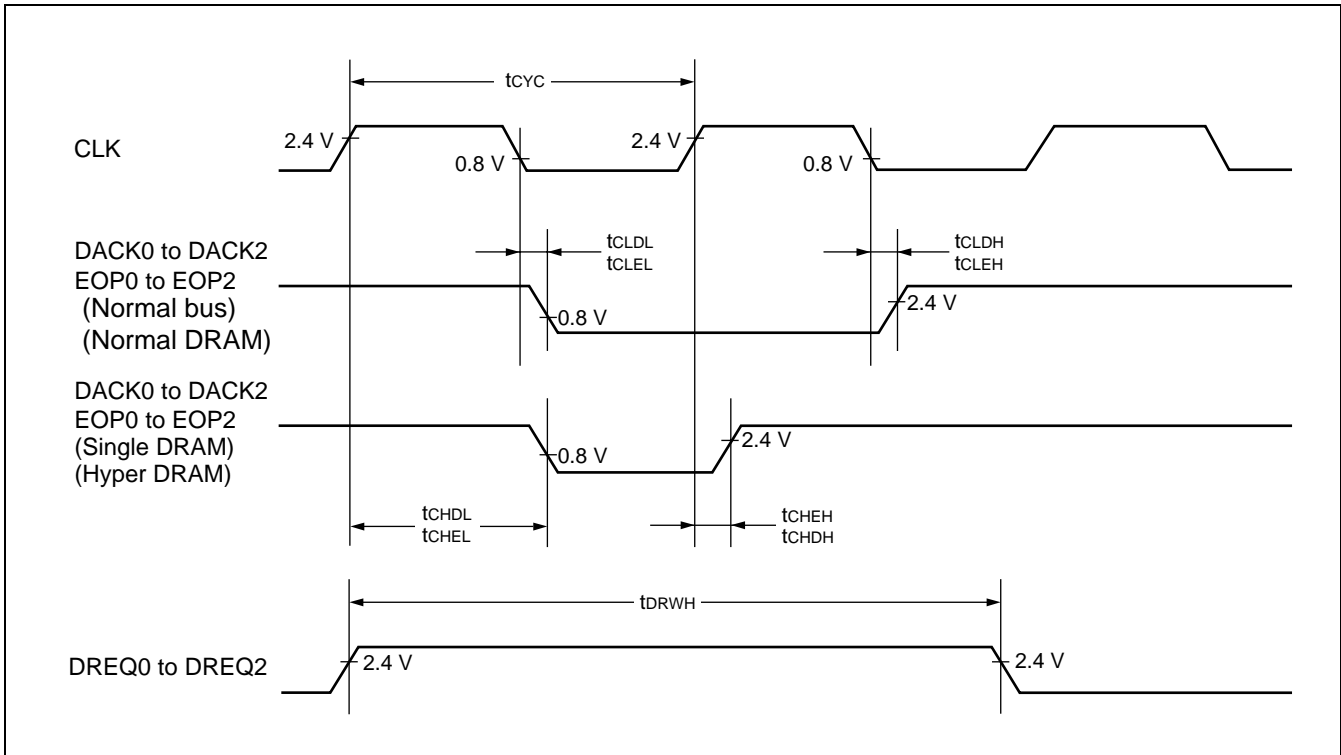 tCYC
CLK
2.4 V
0.8 V
2.4 V
0.8 V
DACK0 to DACK2
EOP0 to EOP2
(Normal bus)
(Normal DRAM)
tCLDL
tCLEL
tCLDH
tCLEH
0.8 V
2.4 V
DACK0 to DACK2
EOP0 to EOP2
(Single DRAM)
(Hyper DRAM)
0.8 V
2.4 V
tCHDL
tCHEL
tCHEH
tCHDH
tDRWH
DREQ0 to DREQ2
2.4 V
2.4 V